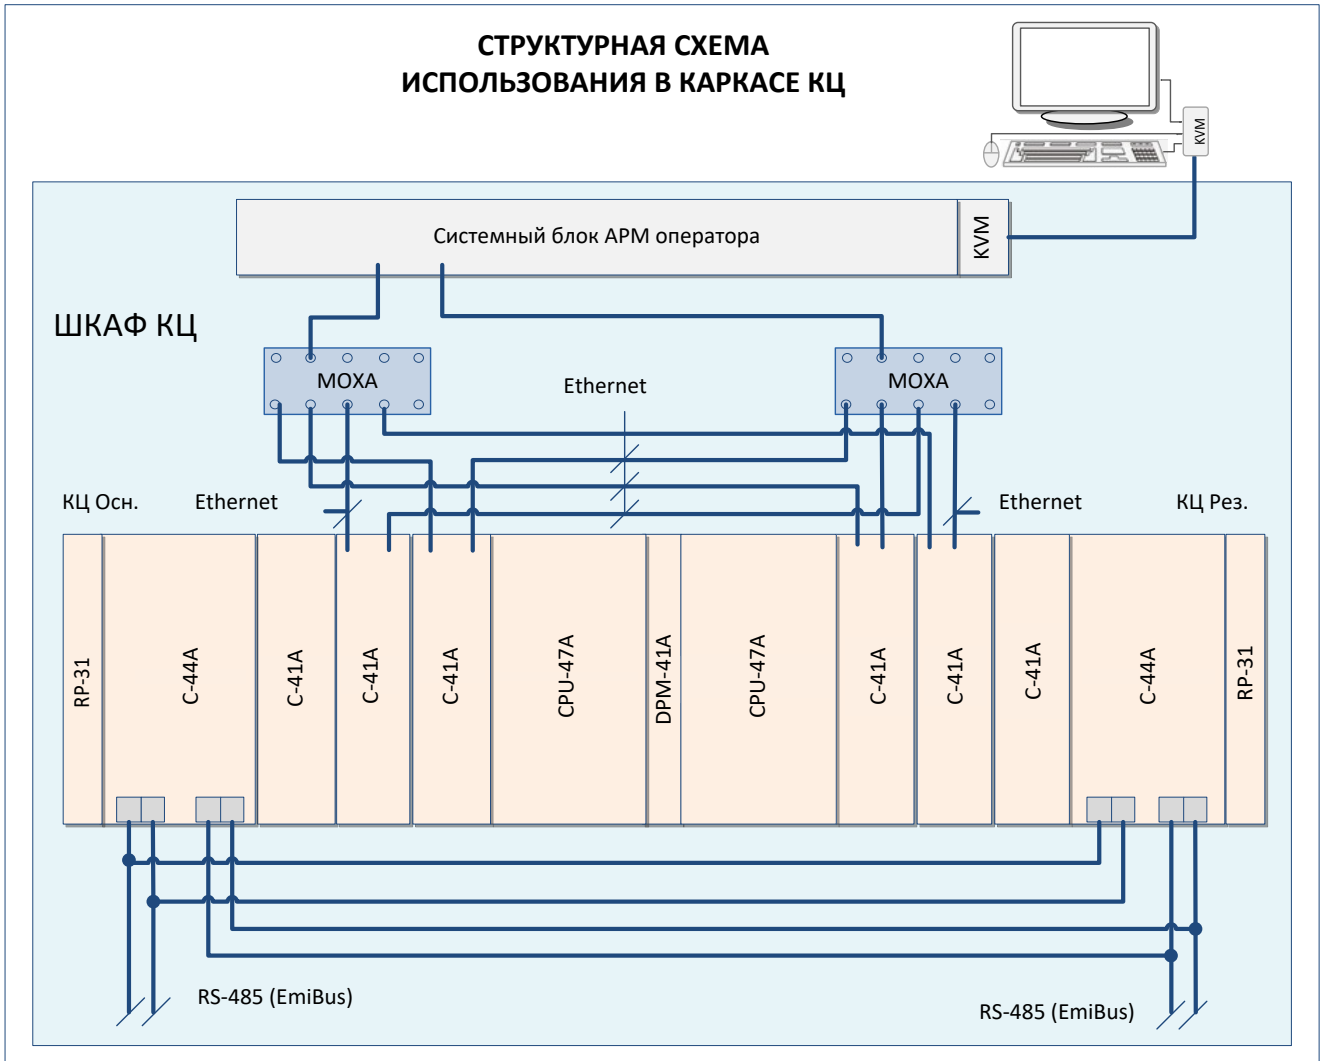 СТРУКТУРНАЯ СХЕМА
ИСПОЛЬЗОВАНИЯ В КАРКАСЕ КЦ
KVM
Системный блок АРМ оператора
KVM
ШКАФ КЦ
MOXA
MOXA
Ethernet
КЦ Осн.
Ethernet
Ethernet
КЦ Рез.
RP-31
C-44A
C-41A
C-41A
C-41A
CPU-47A
DPM-41A
CPU-47A
C-41A
C-41A
C-41A
C-44A
RP-31
RS-485 (EmiBus)
RS-485 (EmiBus)